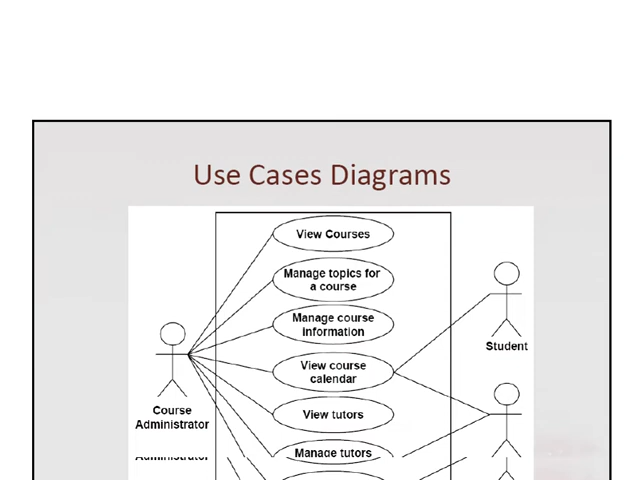 Use Cases Diagrams
View Courses
Manage topics for
a course
Manage course
information
View course
calendar
View tutors
Manage tutors
Course
Administrator
Administrator
Student